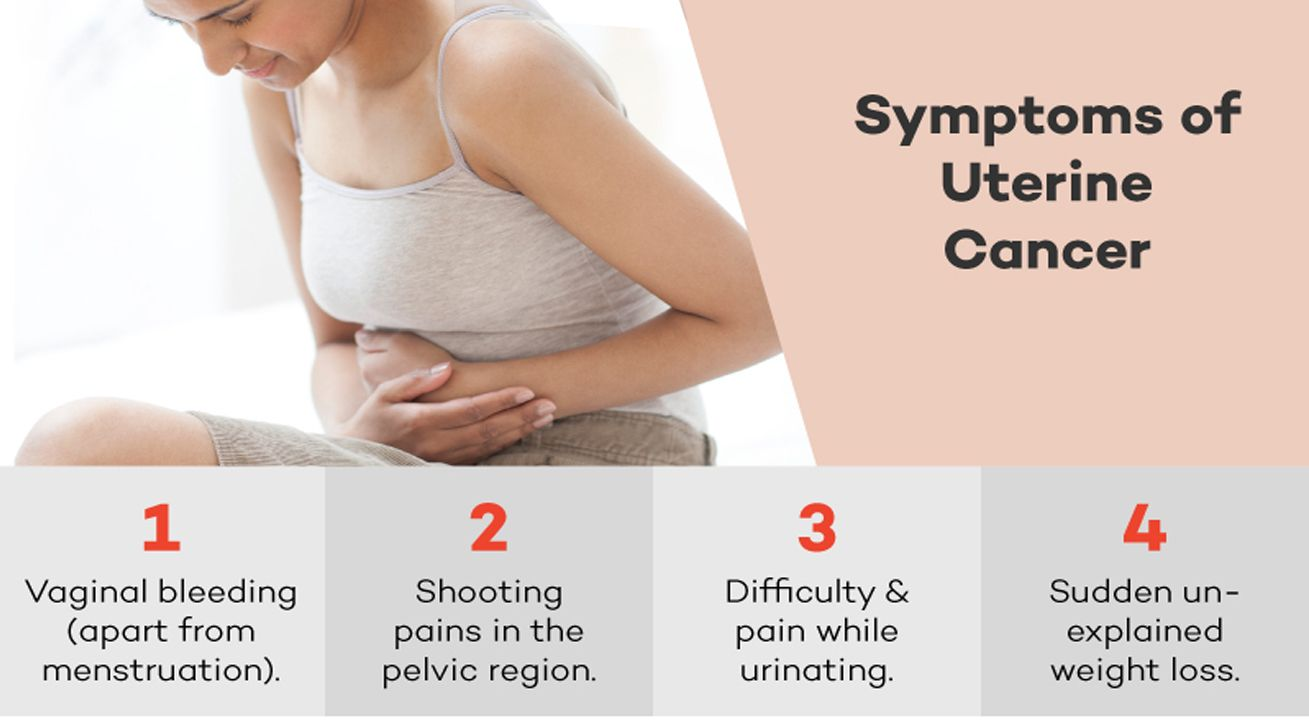 Symptoms of
Uterine
Cancer
1
Vaginal bleeding
(apart from
menstruation).
2
Shooting
pains in the
pelvic region.
3
Difficulty &
pain while
urinating.
4
Sudden un-
explained
weight loss.